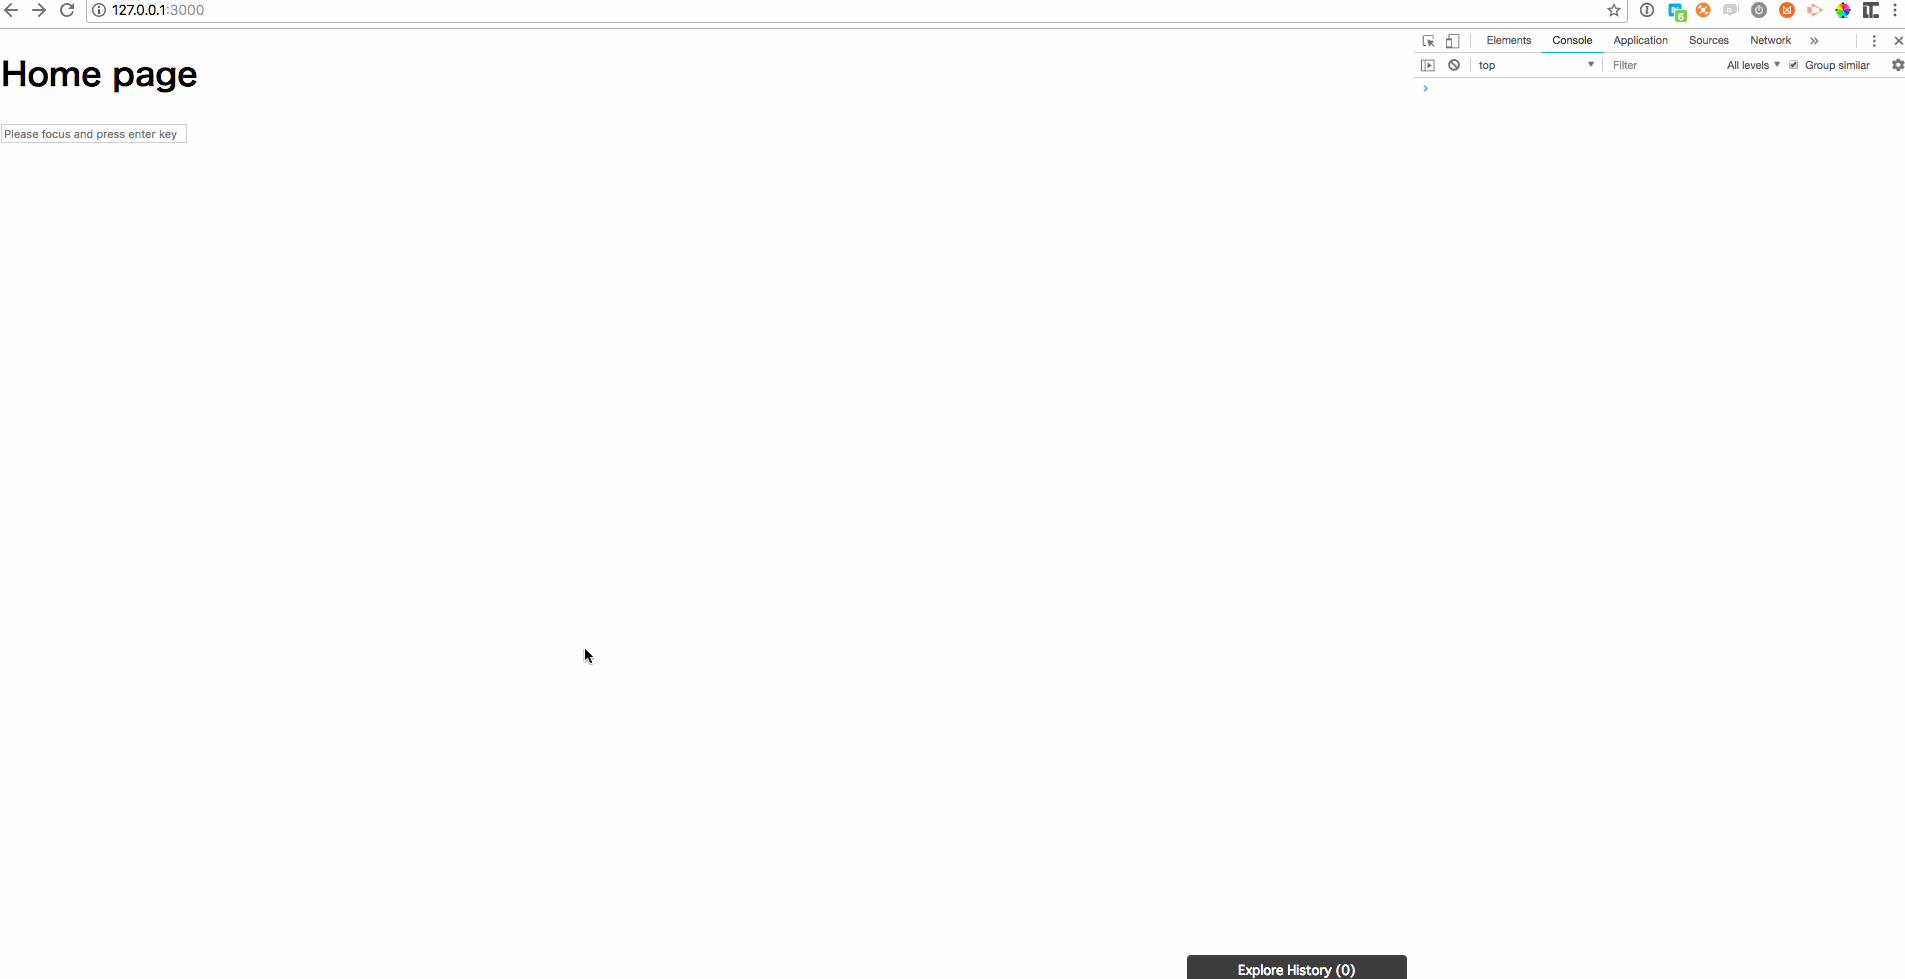 127.0.0.1:3000
Elements Console Application Sources Network »
top Filter All levels Group similar
Home page
Please focus and press enter key
Explore History (0)
6